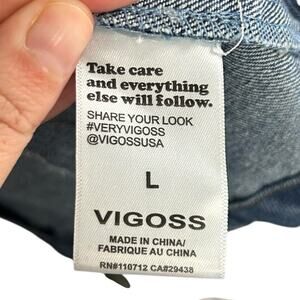 Take care
and everything
else will follow.
SHARE YOUR LOOK
#VERYVIGOSS
@VIGOSSUSA
L
VIGOSS
MADE IN CHINA/
FABRIQUE AU CHINA
RN#110712 CA#29438